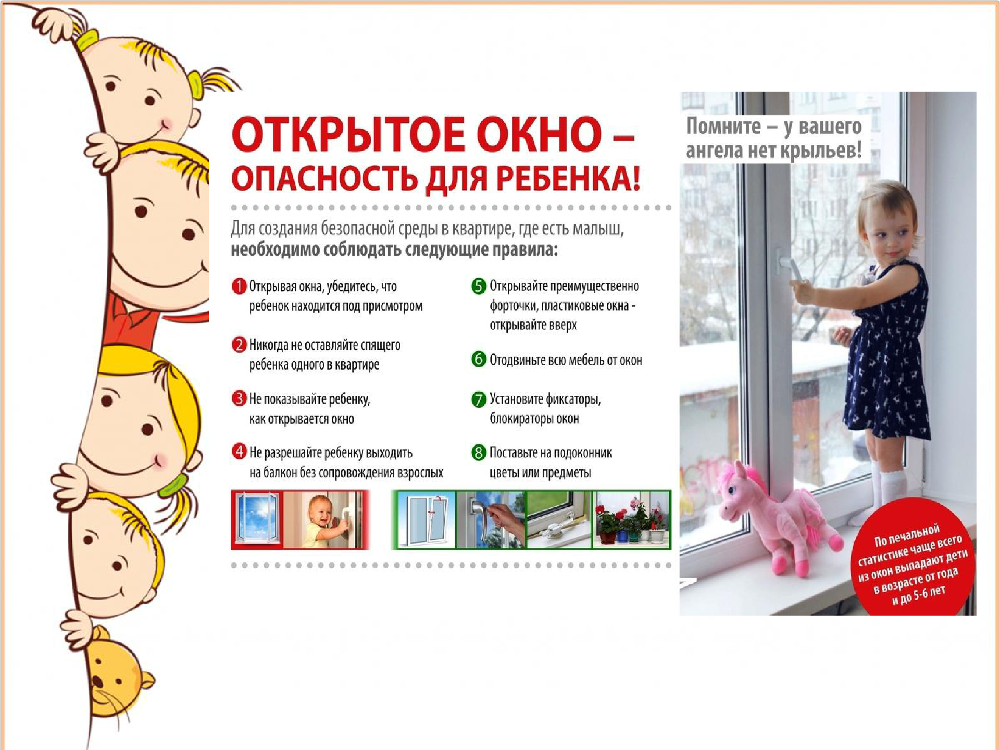 ОТКРЫТОЕ ОКНО –
ОПАСНОСТЬ ДЛЯ РЕБЕНКА!
Для создания безопасной среды в квартире, где есть малыш,
необходимо соблюдать следующие правила:
1 Открывая окна, убедитесь, что
ребенок находится под присмотром
2 Никогда не оставляйте спящего
ребенка одного в квартире
3 Не показывайте ребенку,
как открывается окно
4 Не разрешайте ребенку выходить
на балкон без сопровождения взрослых
5 Открывайте преимущественно
форточки, пластиковые окна -
открывайте вверх
6 Отодвиньте всю мебель от окон
7 Установите фиксаторы,
блокираторы окон
8 Поставьте на подоконник
цветы или предметы
Помните – у вашего
ангела нет крыльев!
По печальной
статистике чаще всего
из окон выпадают дети
в возрасте от года
и до 5-6 лет